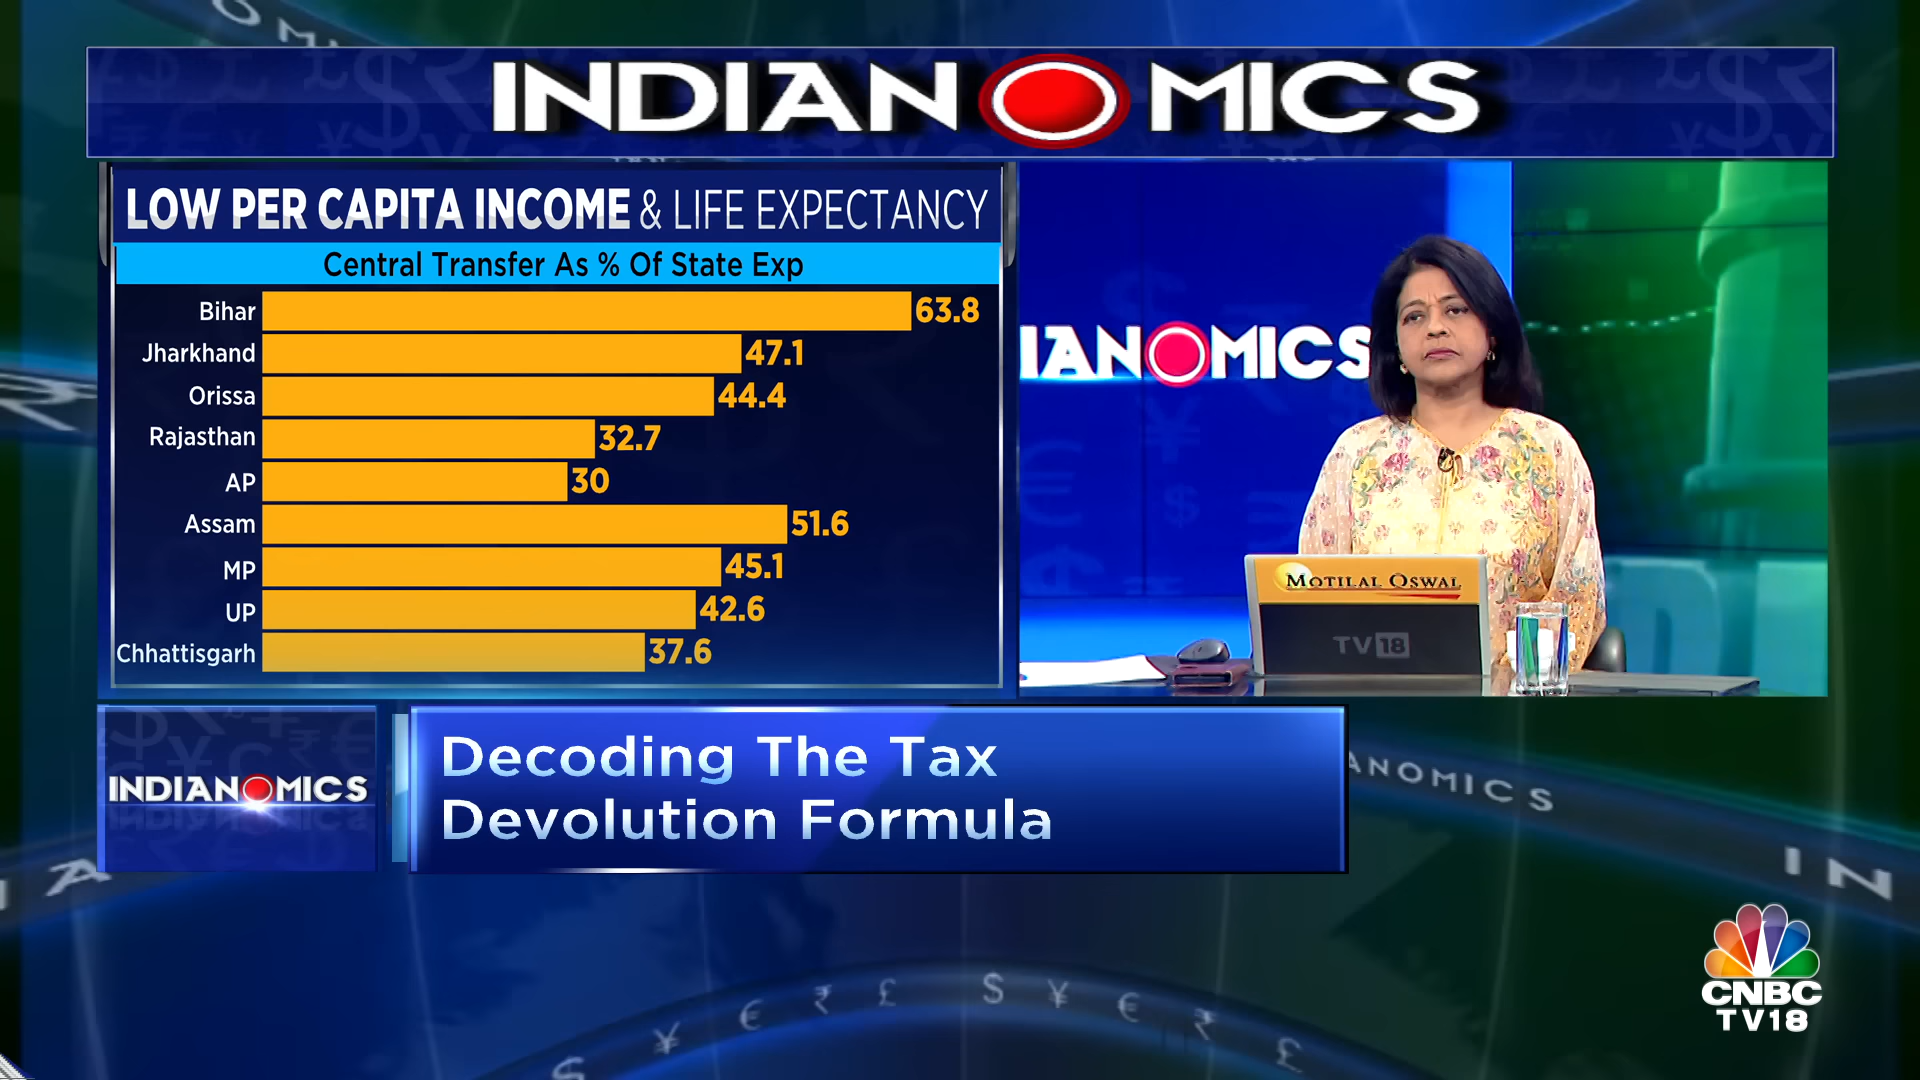 INDIANOMICS
LOW PER CAPITA INCOME & LIFE EXPECTANCY
Central Transfer As % Of State Exp
Bihar 63.8
Jharkhand 47.1
Orissa 44.4
Rajasthan 32.7
AP 30
Assam 51.6
MP 45.1
UP 42.6
Chhattisgarh 37.6
IANOMICS
MOTILAL OSWAL
TV18
INDIANOMICS
Decoding The Tax
Devolution Formula
ANOMICS
IN
A
CNBC
TV18